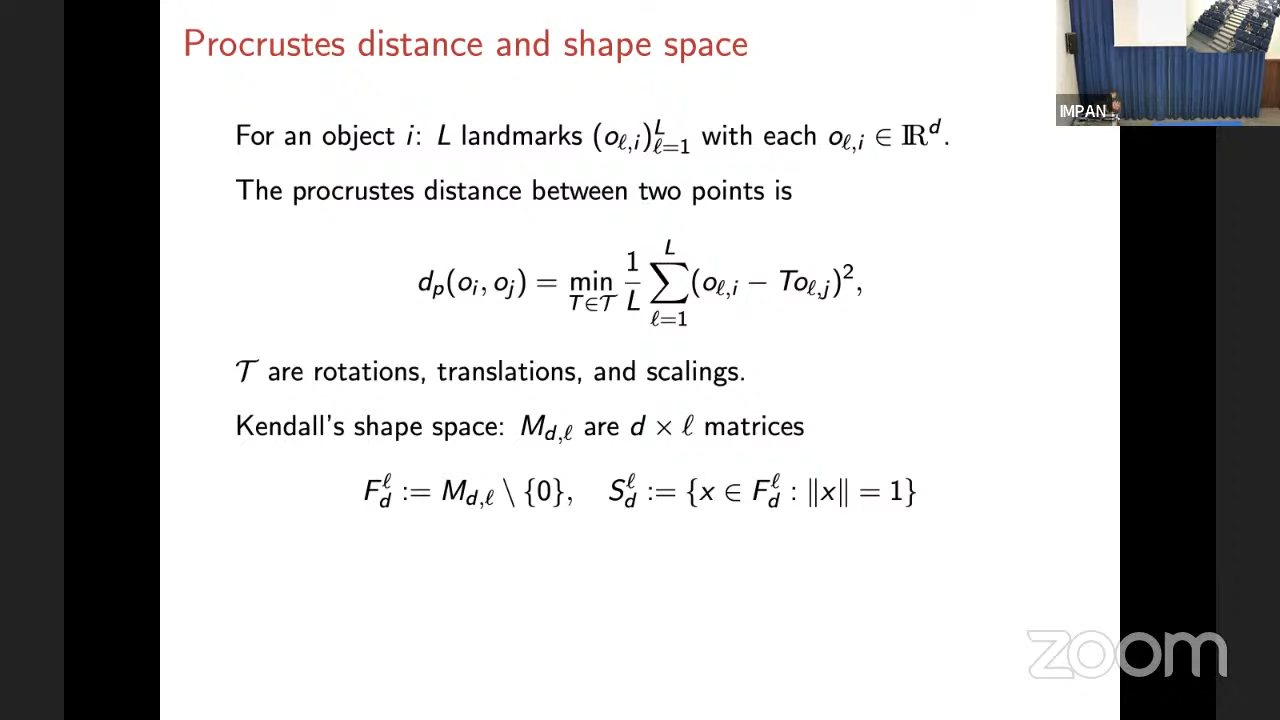 Procrustes distance and shape space
IMPAN
For an object i: L landmarks (o_{ℓ,i})_{ℓ=1}^{L} with each o_{ℓ,i} ∈ ℝ^d.
The procrustes distance between two points is
d_p(o_i, o_j) = min_{T∈𝒯} \frac{1}{L} \sum_{ℓ=1}^{L} (o_{ℓ,i} − To_{ℓ,j})^2,
𝒯 are rotations, translations, and scalings.
Kendall's shape space: M_{d,ℓ} are d × ℓ matrices
F_d^ℓ := M_{d,ℓ} \ {0}, S_d^ℓ := {x ∈ F_d^ℓ : ‖x‖ = 1}
zoom